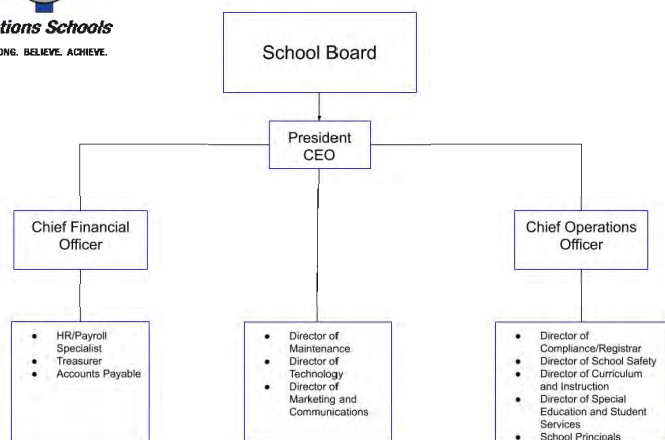 tions Schools
ONG. BELIEVE. ACHIEVE.
School Board
President
CEO
Chief Financial
Officer
Chief Operations
Officer
• HR/Payroll
Specialist
• Treasurer
• Accounts Payable
• Director of
Maintenance
• Director of
Technology
• Director of
Marketing and
Communications
• Director of
Compliance/Registrar
• Director of School Safety
• Director of Curriculum
and Instruction
• Director of Special
Education and Student
Services
• School Principals